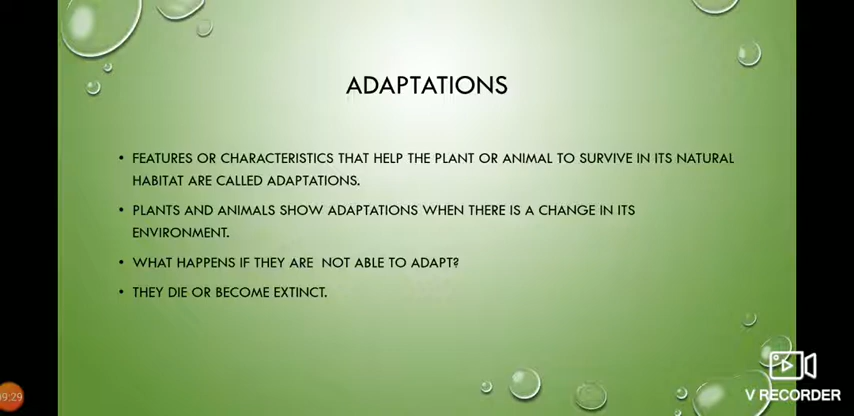 ADAPTATIONS
• FEATURES OR CHARACTERISTICS THAT HELP THE PLANT OR ANIMAL TO SURVIVE IN ITS NATURAL
HABITAT ARE CALLED ADAPTATIONS.
• PLANTS AND ANIMALS SHOW ADAPTATIONS WHEN THERE IS A CHANGE IN ITS
ENVIRONMENT.
• WHAT HAPPENS IF THEY ARE NOT ABLE TO ADAPT?
• THEY DIE OR BECOME EXTINCT.
9:29
V RECORDER